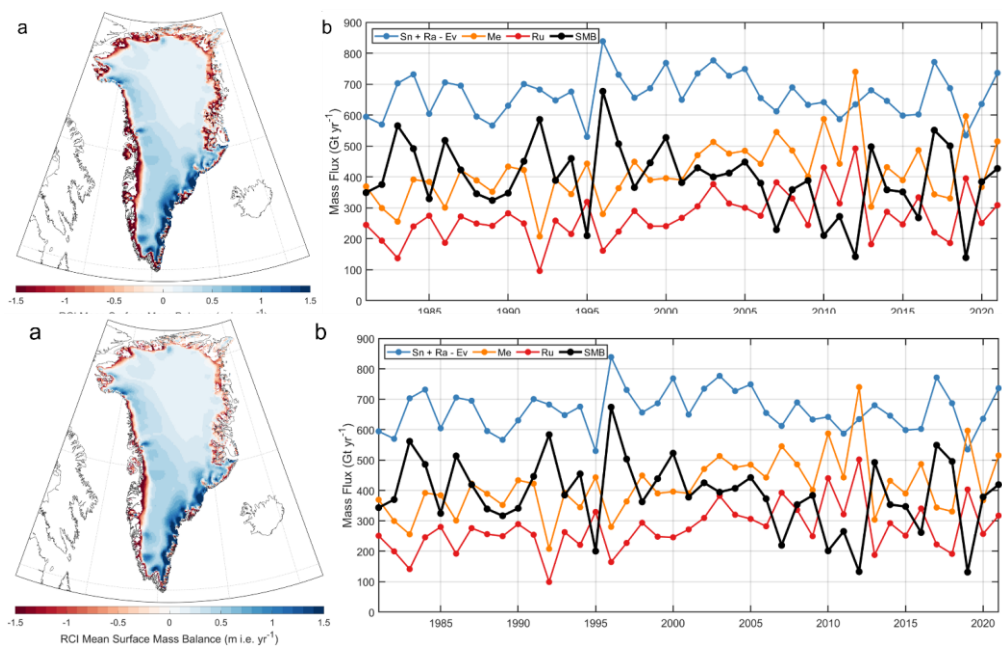 a
b
Sn + Ra - Ev Me Ru SMB
900
800
700
600
500
400
300
200
100
0
Mass Flux (Gt yr⁻¹)
1985 1990 1995 2000 2005 2010 2015 2020
-1.5 -1 -0.5 0 0.5 1 1.5
a
b
Sn + Ra - Ev Me Ru SMB
900
800
700
600
500
400
300
200
100
0
Mass Flux (Gt yr⁻¹)
1985 1990 1995 2000 2005 2010 2015 2020
-1.5 -1 -0.5 0 0.5 1 1.5
RCI Mean Surface Mass Balance (m i.e. yr⁻¹)